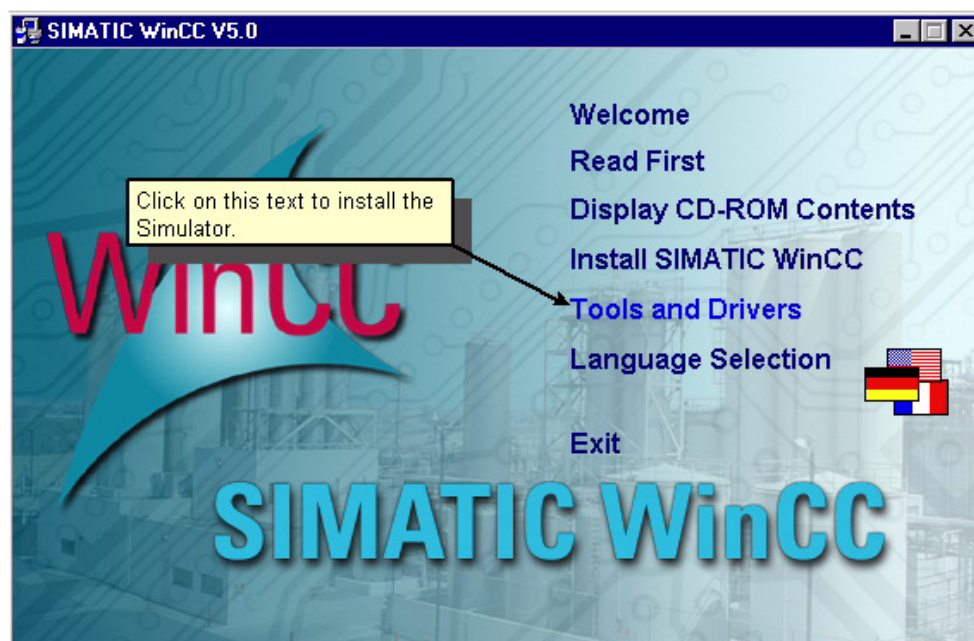 SIMATIC WinCC V5.0
Welcome
Read First
Click on this text to install the
Simulator.
Display CD-ROM Contents
WinCC
Install SIMATIC WinCC
Tools and Drivers
Language Selection
Exit
SIMATIC WinCC